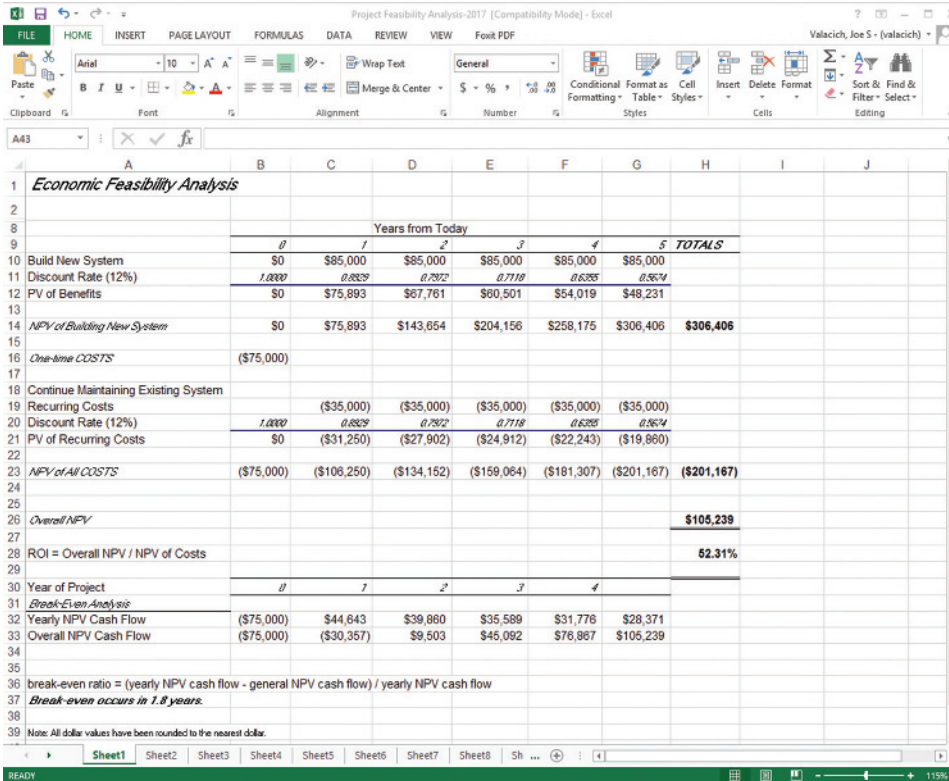 Project Feasibility Analysis-2017 [Compatibility Mode] - Excel
FILE HOME INSERT PAGE LAYOUT FORMULAS DATA REVIEW VIEW Foxit PDF Valacich, Joe S - (valacich)
Arial 10 A A Wrap Text General
Paste B I U A Merge & Center $ % , Conditional Formatting Format as Table Cell Styles Insert Delete Format Sort & Filter Find & Select
Clipboard Font Alignment Number Styles Cells Editing
A43 fx
A B C D E F G H I J
1 Economic Feasibility Analysis
2
8 Years from Today
9 0 1 2 3 4 5 TOTALS
10 Build New System $0 $85,000 $85,000 $85,000 $85,000 $85,000
11 Discount Rate (12%) 1.0000 0.8929 0.7972 0.7118 0.6355 0.5674
12 PV of Benefits $0 $75,893 $67,761 $60,501 $54,019 $48,231
13
14 NPV of Building New System $0 $75,893 $143,654 $204,156 $258,175 $306,406 $306,406
15
16 One-time COSTS ($75,000)
17
18 Continue Maintaining Existing System
19 Recurring Costs ($35,000) ($35,000) ($35,000) ($35,000) ($35,000)
20 Discount Rate (12%) 1.0000 0.8929 0.7972 0.7118 0.6355 0.5674
21 PV of Recurring Costs $0 ($31,250) ($27,902) ($24,912) ($22,243) ($19,860)
22
23 NPV of All COSTS ($75,000) ($106,250) ($134,152) ($159,064) ($181,307) ($201,167) ($201,167)
24
25
26 Overall NPV $105,239
27
28 ROI = Overall NPV / NPV of Costs 52.31%
29
30 Year of Project 0 1 2 3 4
31 Break-Even Analysis
32 Yearly NPV Cash Flow ($75,000) $44,643 $39,860 $35,589 $31,776 $28,371
33 Overall NPV Cash Flow ($75,000) ($30,357) $9,503 $45,092 $76,867 $105,239
34
35
36 break-even ratio = (yearly NPV cash flow - general NPV cash flow) / yearly NPV cash flow
37 Break-even occurs in 1.8 years.
38
39 Note: All dollar values have been rounded to the nearest dollar.
Sheet1 Sheet2 Sheet3 Sheet4 Sheet5 Sheet6 Sheet7 Sheet8 Sh ...
READY 115%